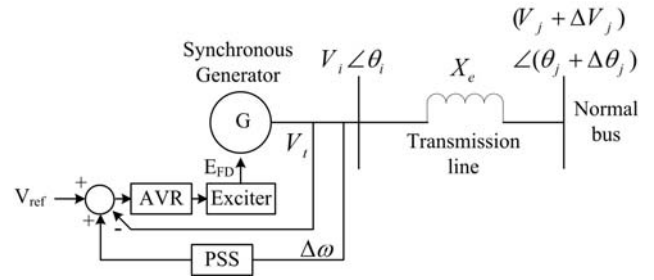 (V_j + ΔV_j)
∠(θ_j + Δθ_j)
Synchronous
Generator
V_i∠θ_i
X_e
G
V_t
Transmission
line
Normal
bus
E_FD
+
V_ref
AVR
Exciter
+
-
PSS
Δω